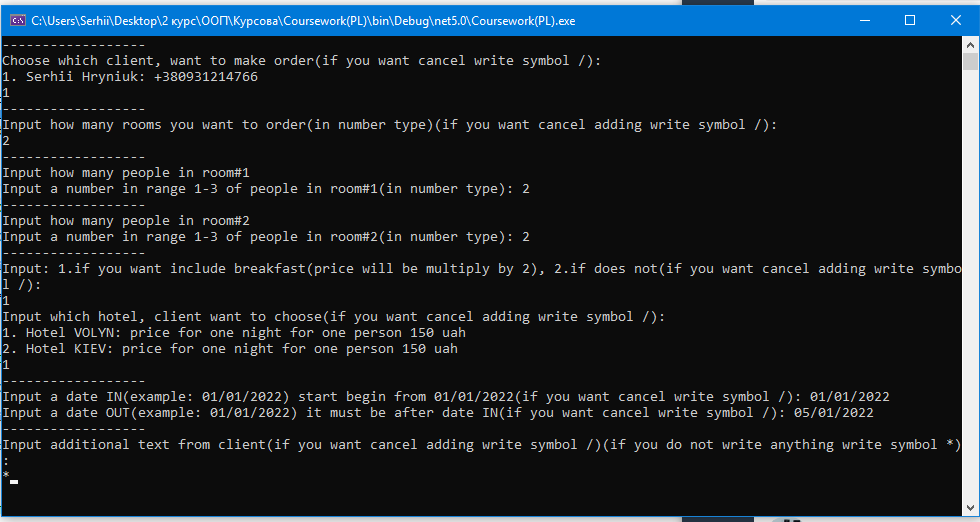 C:\Users\Serhii\Desktop\2 курс\ООП\Курсова\Coursework(PL)\bin\Debug\net5.0\Coursework(PL).exe
------------------
Choose which client, want to make order(if you want cancel write symbol /):
1. Serhii Hryniuk: +380931214766
1
------------------
Input how many rooms you want to order(in number type)(if you want cancel adding write symbol /):
2
------------------
Input how many people in room#1
Input a number in range 1-3 of people in room#1(in number type): 2
------------------
Input how many people in room#2
Input a number in range 1-3 of people in room#2(in number type): 2
------------------
Input: 1.if you want include breakfast(price will be multiply by 2), 2.if does not(if you want cancel adding write symbo
l /):
1
Input which hotel, client want to choose(if you want cancel adding write symbol /):
1. Hotel VOLYN: price for one night for one person 150 uah
2. Hotel KIEV: price for one night for one person 150 uah
1
------------------
Input a date IN(example: 01/01/2022) start begin from 01/01/2022(if you want cancel write symbol /): 01/01/2022
Input a date OUT(example: 01/01/2022) it must be after date IN(if you want cancel write symbol /): 05/01/2022
------------------
Input additional text from client(if you want cancel adding write symbol /)(if you do not write anything write symbol *)
:
*